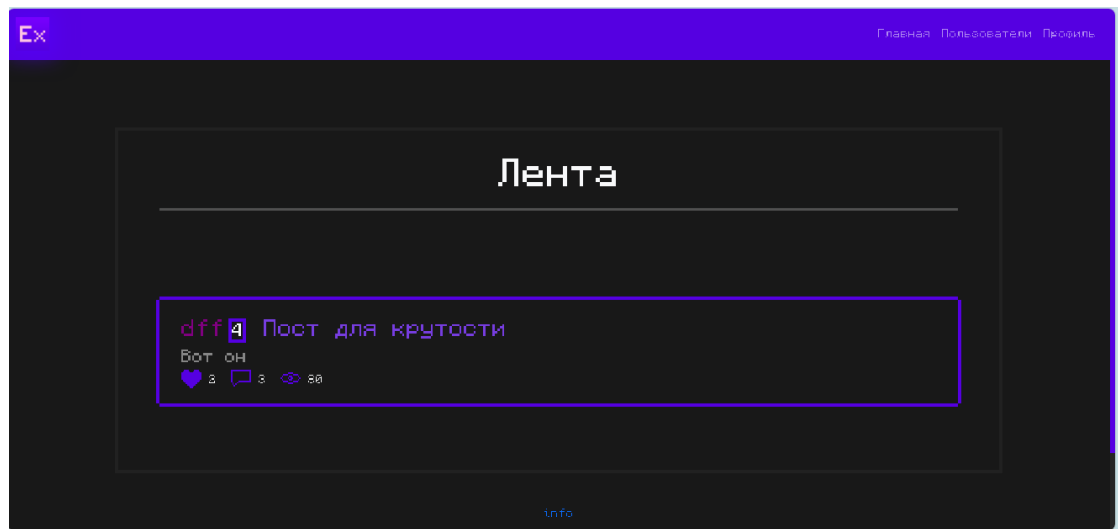 Ex
Главная Пользователи Профиль
Лента
dff 4 Пост для крутости
Вот он
3 3 80
info